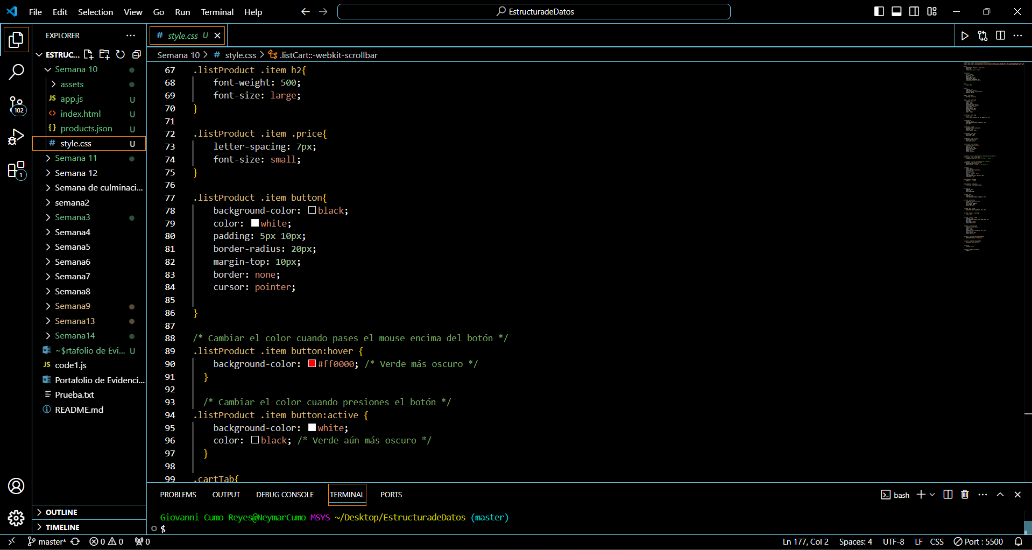 File Edit Selection View Go Run Terminal Help
EstructuradeDatos
EXPLORER
ESTRUC...
Semana 10
assets
JS app.js U
<> index.html U
{} products.json U
# style.css U
Semana 11
Semana 12
Semana de culminaci...
semana2
Semana3
Semana4
Semana5
Semana6
Semana7
Semana8
Semana9
Semana13
Semana14
~$rtafolio de Evi... U
JS code1.js
Portafolio de Evidenci...
Prueba.txt
README.md
OUTLINE
TIMELINE
102
1
# style.css U
Semana 10 > # style.css > .listCart::-webkit-scrollbar
67 .listProduct .item h2{
68 font-weight: 500;
69 font-size: large;
70 }
71
72 .listProduct .item .price{
73 letter-spacing: 7px;
74 font-size: small;
75 }
76
77 .listProduct .item button{
78 background-color: black;
79 color: white;
80 padding: 5px 10px;
81 border-radius: 20px;
82 margin-top: 10px;
83 border: none;
84 cursor: pointer;
85
86 }
87
88 /* Cambiar el color cuando pases el mouse encima del botón */
89 .listProduct .item button:hover {
90 background-color: #ff0000; /* Verde más oscuro */
91 }
92
93 /* Cambiar el color cuando presiones el botón */
94 .listProduct .item button:active {
95 background-color: white;
96 color: black; /* Verde aún más oscuro */
97 }
98
99 .cartTab{
PROBLEMS OUTPUT DEBUG CONSOLE TERMINAL PORTS
bash
Giovanni Cumo Reyes@NeymarCumo MSYS ~/Desktop/EstructuradeDatos (master)
$
master* 0 0 0 Ln 177, Col 2 Spaces: 4 UTF-8 LF CSS Port : 5500